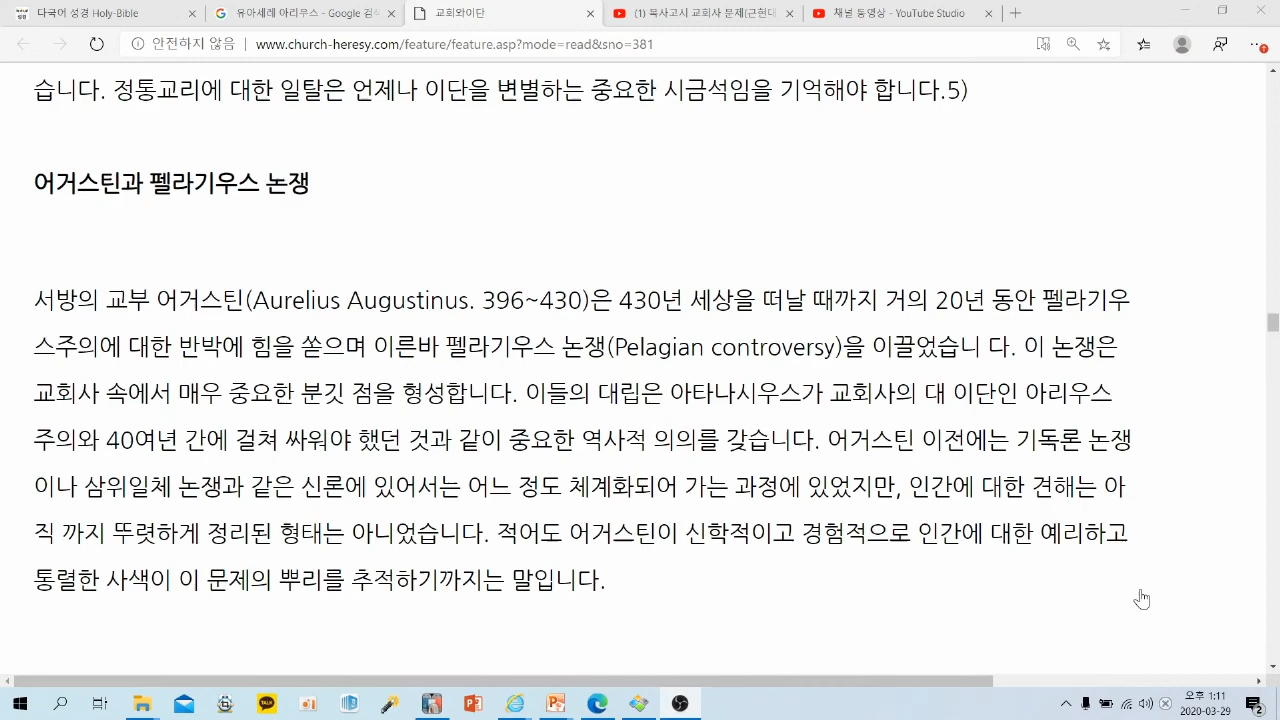 다국어 성경 Holy-Bible
유아세레 아리우스 - Google 검색
교회와이단
(1) 목사고시 교회사 문제(근현대
채널 동영상 - YouTube Studio
안전하지 않음 | www.church-heresy.com/feature/feature.asp?mode=read&sno=381
습니다. 정통교리에 대한 일탈은 언제나 이단을 변별하는 중요한 시금석임을 기억해야 합니다.5)
어거스틴과 펠라기우스 논쟁
서방의 교부 어거스틴(Aurelius Augustinus. 396~430)은 430년 세상을 떠날 때까지 거의 20년 동안 펠라기우
스주의에 대한 반박에 힘을 쏟으며 이른바 펠라기우스 논쟁(Pelagian controversy)을 이끌었습니 다. 이 논쟁은
교회사 속에서 매우 중요한 분깃 점을 형성합니다. 이들의 대립은 아타나시우스가 교회사의 대 이단인 아리우스
주의와 40여년 간에 걸쳐 싸워야 했던 것과 같이 중요한 역사적 의의를 갖습니다. 어거스틴 이전에는 기독론 논쟁
이나 삼위일체 논쟁과 같은 신론에 있어서는 어느 정도 체계화되어 가는 과정에 있었지만, 인간에 대한 견해는 아
직 까지 뚜렷하게 정리된 형태는 아니었습니다. 적어도 어거스틴이 신학적이고 경험적으로 인간에 대한 예리하고
통렬한 사색이 이 문제의 뿌리를 추적하기까지는 말입니다.
TALK
오후 1:11
2020-03-29
2